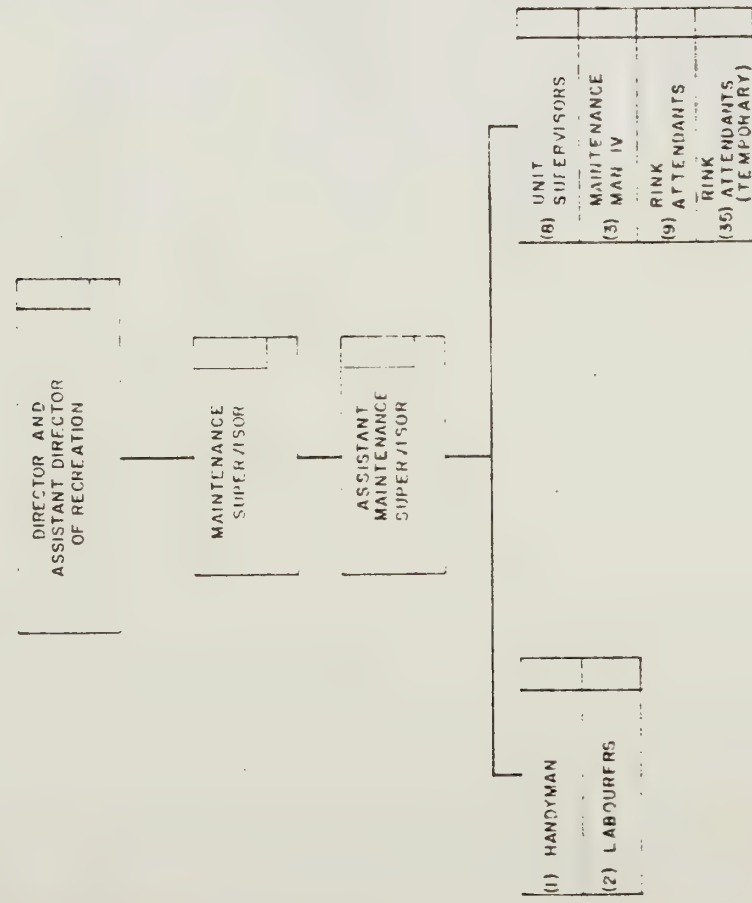 DIRECTOR AND
ASSISTANT DIRECTOR
OF RECREATION
MAINTENANCE
SUPERVISOR
ASSISTANT
MAINTENANCE
SUPERVISOR
(1) HANDYMAN
(2) LABOURERS
(8) UNIT
SUPERVISORS
(3) MAINTENANCE
MAN IV
(9) RINK
ATTENDANTS
RINK
(35) ATTENDANTS
(TEMPORARY)